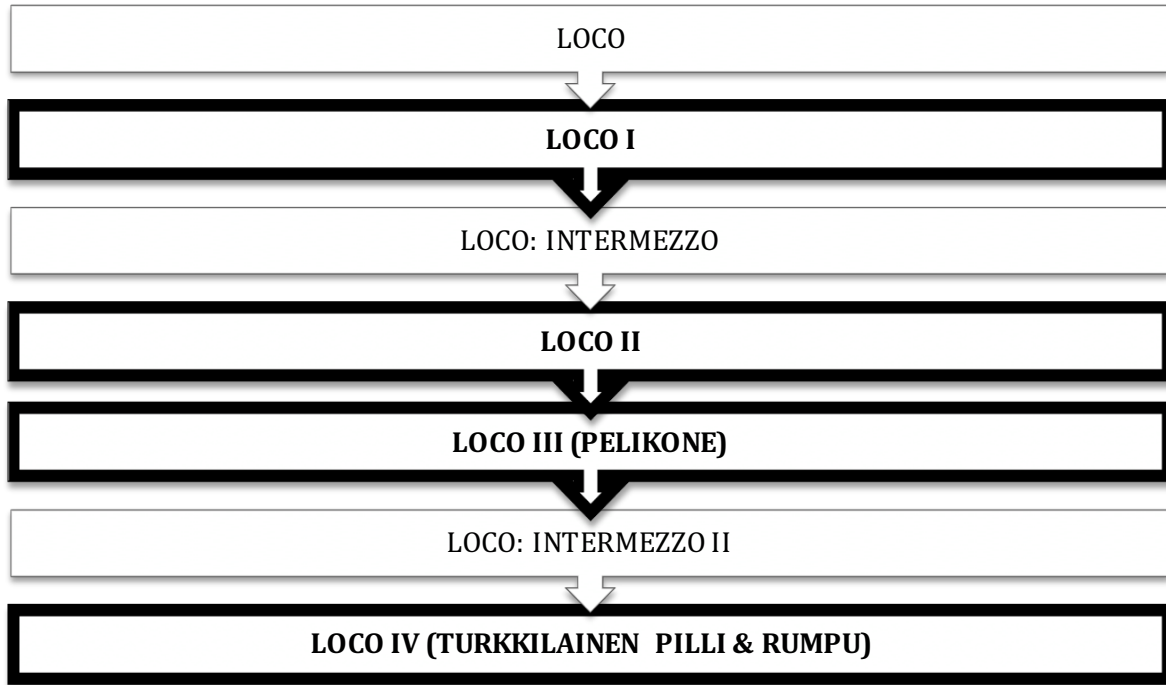 LOCO
LOCO I
LOCO: INTERMEZZO
LOCO II
LOCO III (PELIKONE)
LOCO: INTERMEZZO II
LOCO IV (TURKKILAINEN PILLI & RUMPU)